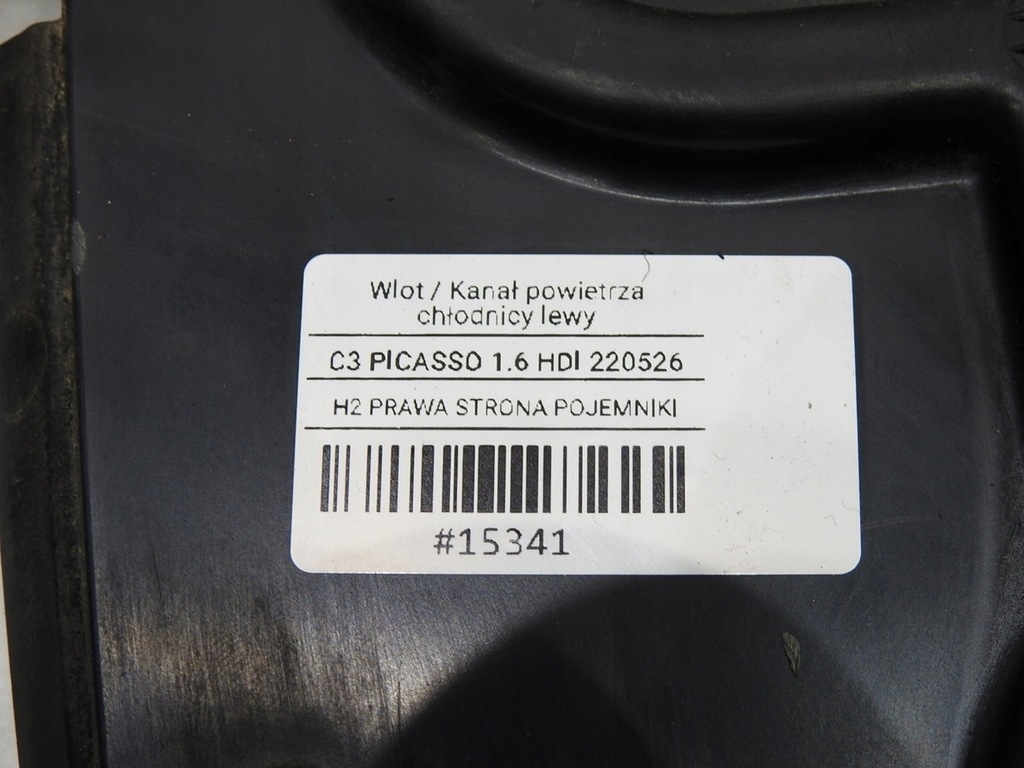 Wlot / Kanał powietrza
chłodnicy lewy
C3 PICASSO 1.6 HDI 220526
H2 PRAWA STRONA POJEMNIKI
#15341